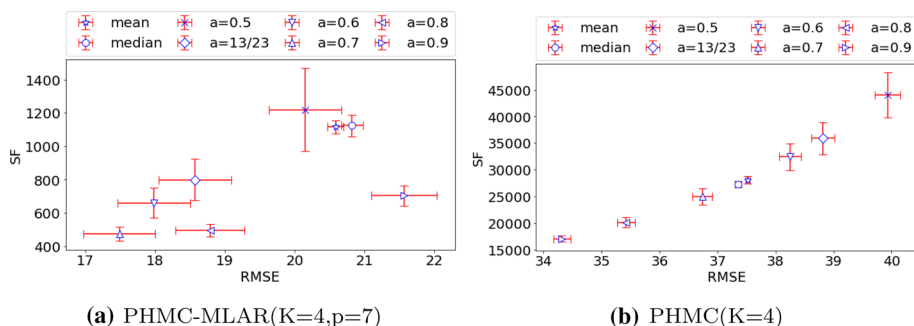 mean a=0.5 a=0.6 a=0.8
median a=13/23 a=0.7 a=0.9
1400
1200
1000
800
600
400
SF
17 18 19 20 21 22
RMSE
(a) PHMC-MLAR(K=4,p=7)
mean a=0.5 a=0.6 a=0.8
median a=13/23 a=0.7 a=0.9
45000
40000
35000
30000
25000
20000
15000
SF
34 35 36 37 38 39 40
RMSE
(b) PHMC(K=4)